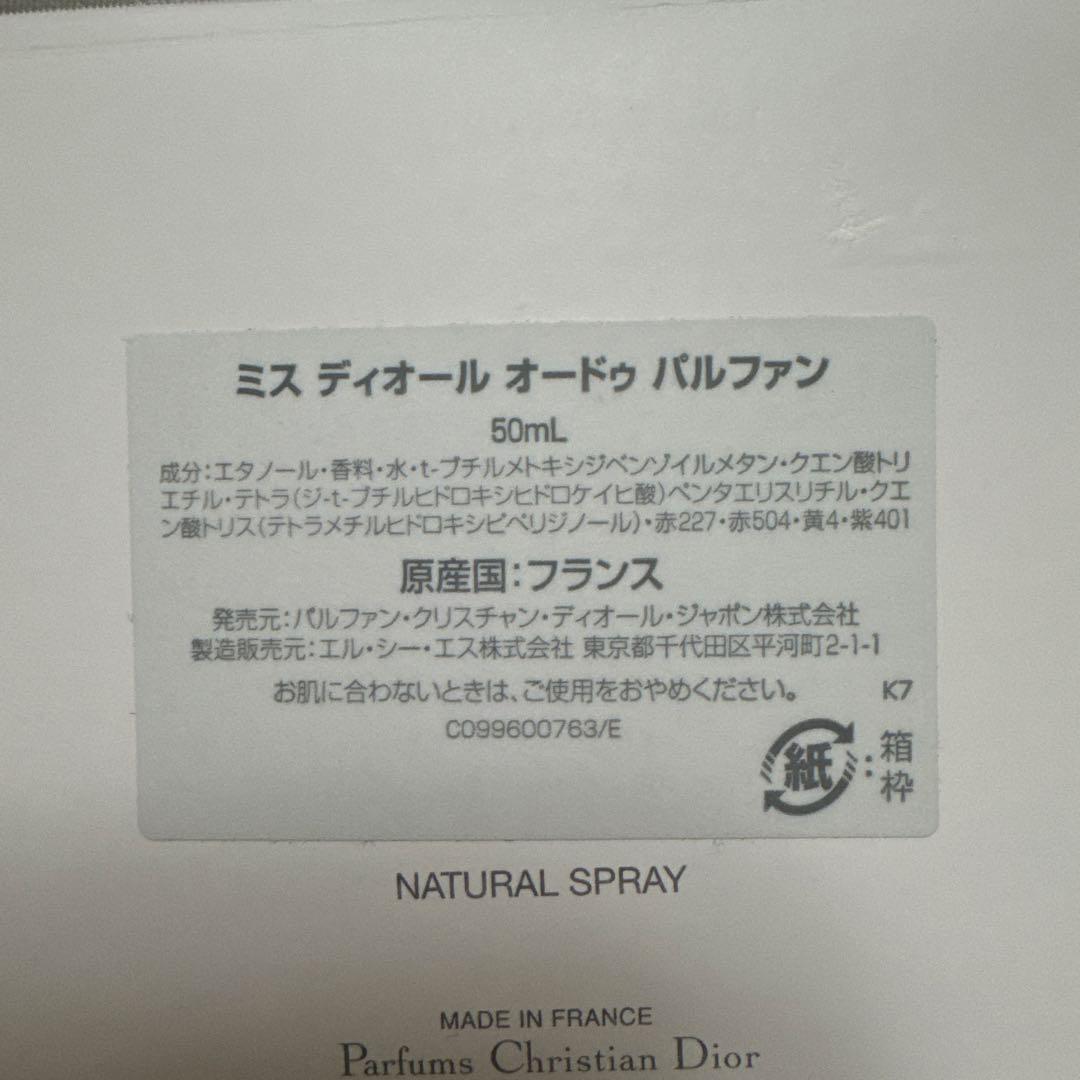 ミス ディオール オードゥ パルファン
50mL
成分:エタノール・香料・水・t-ブチルメトキシジベンゾイルメタン・クエン酸トリ
エチル・テトラ(ジ-t-ブチルヒドロキシヒドロケイヒ酸)ペンタエリスリチル・クエ
ン酸トリス(テトラメチルヒドロキシピペリジノール)・赤227・赤504・黄4・紫401
原産国:フランス
発売元:パルファン・クリスチャン・ディオール・ジャポン株式会社
製造販売元:エル・シー・エス株式会社 東京都千代田区平河町2-1-1
お肌に合わないときは、ご使用をおやめください。 K7
C099600763/E
紙:箱
枠
NATURAL SPRAY
MADE IN FRANCE
Parfums Christian Dior